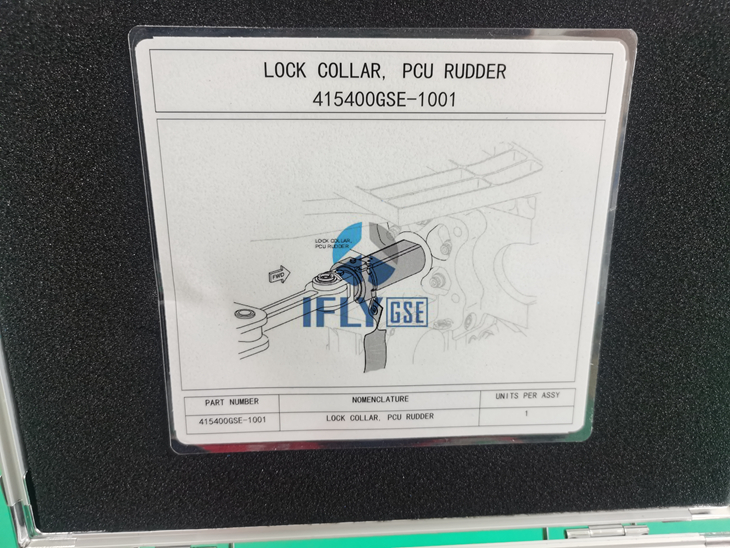 LOCK COLLAR, PCU RUDDER
415400GSE-1001
LOCK COLLAR,
PCU RUDDER
FWD
IFLY GSE
PART NUMBER NOMENCLATURE UNITS PER ASSY
415400GSE-1001 LOCK COLLAR, PCU RUDDER 1